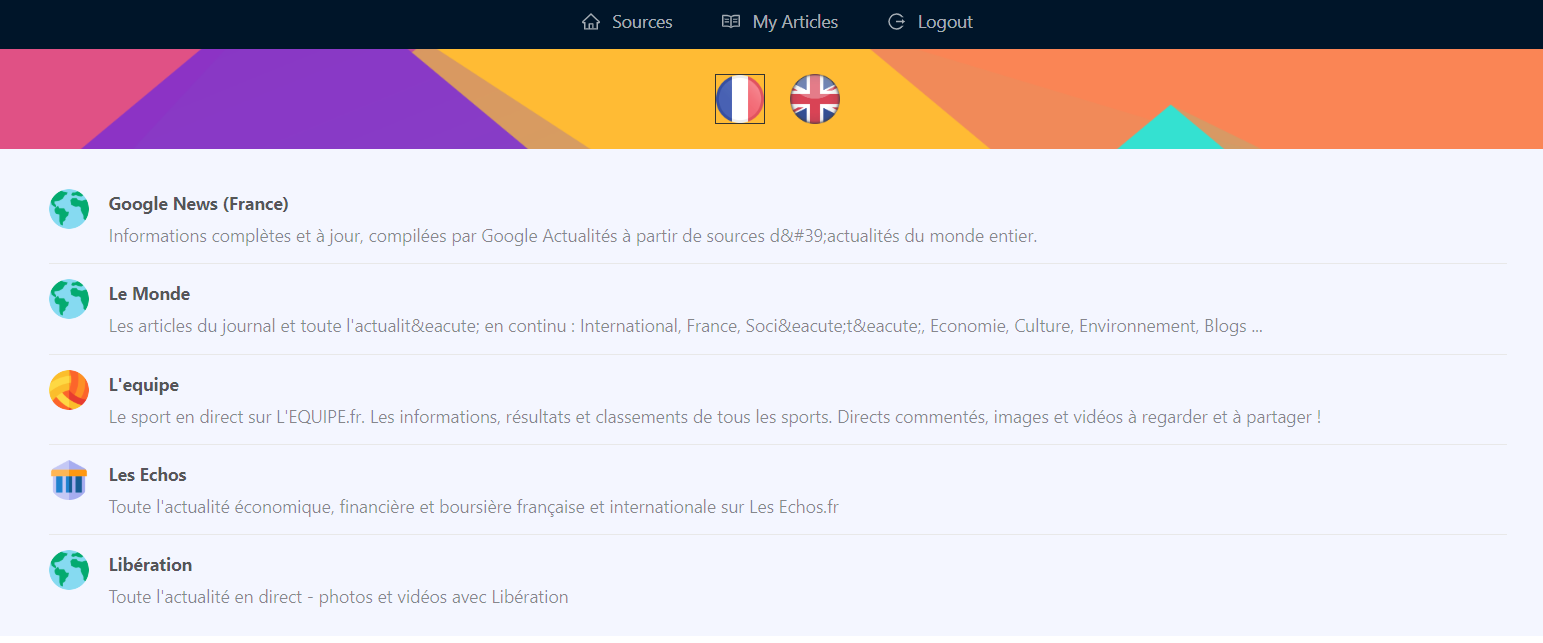 Sources My Articles Logout
Google News (France)
Informations complètes et à jour, compilées par Google Actualités à partir de sources d&#39;actualités du monde entier.
Le Monde
Les articles du journal et toute l'actualit&eacute; en continu : International, France, Soci&eacute;t&eacute;, Economie, Culture, Environnement, Blogs ...
L'equipe
Le sport en direct sur L'EQUIPE.fr. Les informations, résultats et classements de tous les sports. Directs commentés, images et vidéos à regarder et à partager !
Les Echos
Toute l'actualité économique, financière et boursière française et internationale sur Les Echos.fr
Libération
Toute l'actualité en direct - photos et vidéos avec Libération